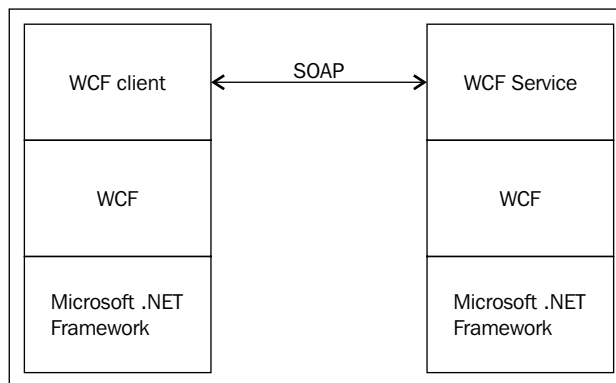 WCF client
SOAP
WCF Service
WCF
WCF
Microsoft .NET
Framework
Microsoft .NET
Framework